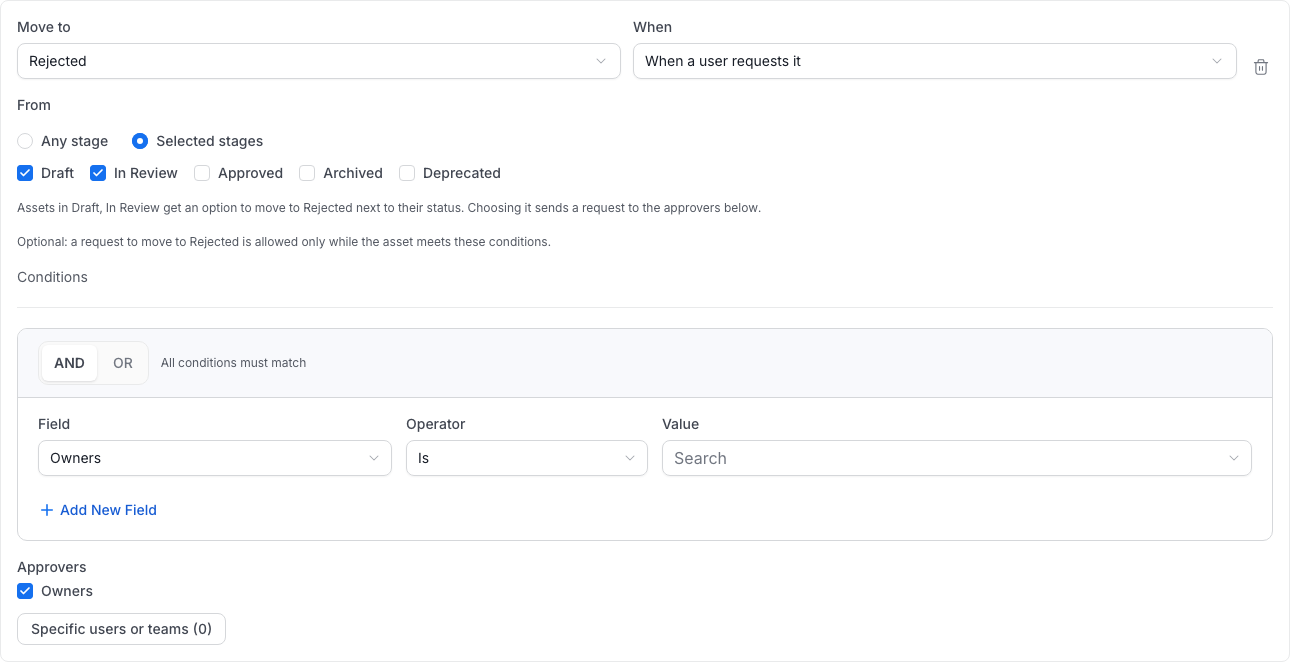 Move to
When
Rejected
When a user requests it
From
Any stage
Selected stages
Draft
In Review
Approved
Archived
Deprecated
Assets in Draft, In Review get an option to move to Rejected next to their status. Choosing it sends a request to the approvers below.
Optional: a request to move to Rejected is allowed only while the asset meets these conditions.
Conditions
AND
OR
All conditions must match
Field
Operator
Value
Owners
Is
Search
Add New Field
Approvers
Owners
Specific users or teams (0)